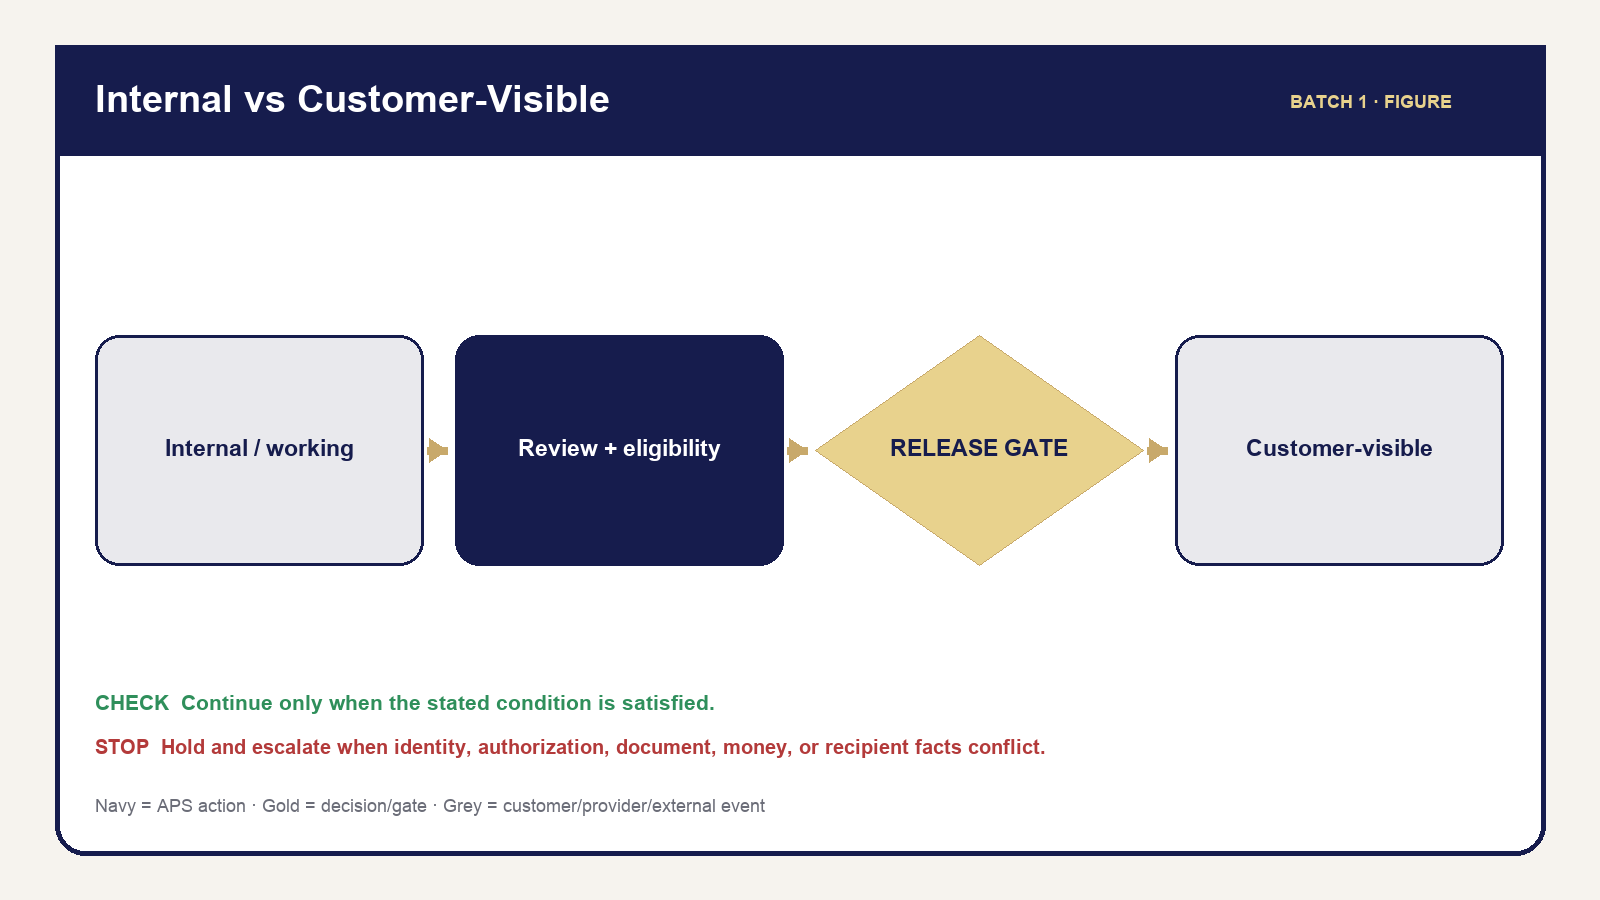 Internal vs Customer-Visible
BATCH 1 · FIGURE
Internal / working
Review + eligibility
RELEASE GATE
Customer-visible
CHECK  Continue only when the stated condition is satisfied.
STOP  Hold and escalate when identity, authorization, document, money, or recipient facts conflict.
Navy = APS action · Gold = decision/gate · Grey = customer/provider/external event